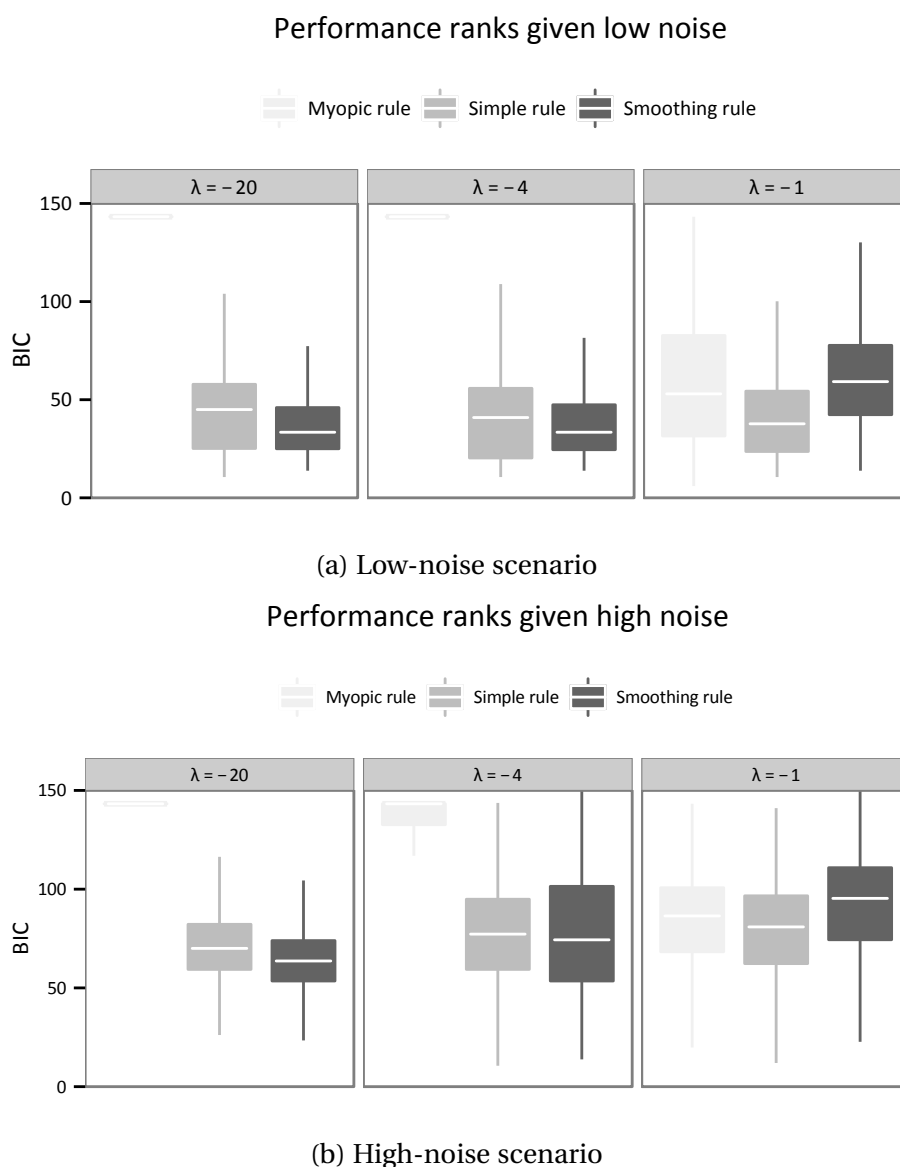 Performance ranks given low noise
Myopic rule Simple rule Smoothing rule
λ = − 20 λ = − 4 λ = − 1
150
100
BIC
50
0
(a) Low-noise scenario
Performance ranks given high noise
Myopic rule Simple rule Smoothing rule
λ = − 20 λ = − 4 λ = − 1
150
100
BIC
50
0
(b) High-noise scenario